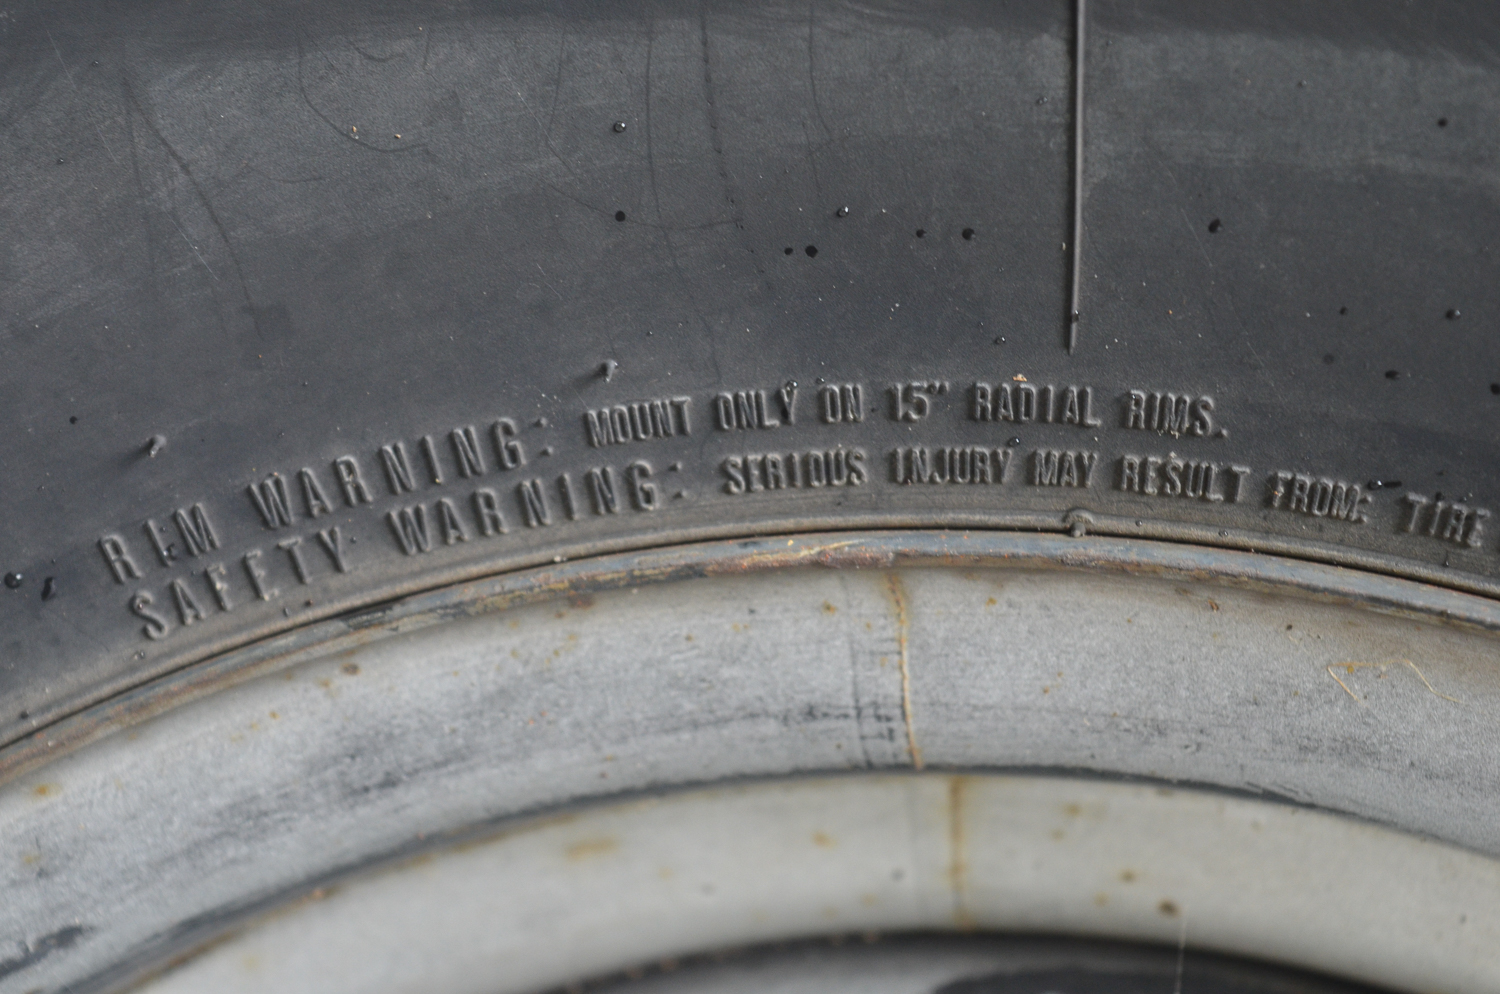 RIM WARNING: MOUNT ONLY ON 15" RADIAL RIMS.
SAFETY WARNING: SERIOUS INJURY MAY RESULT FROM: TIRE